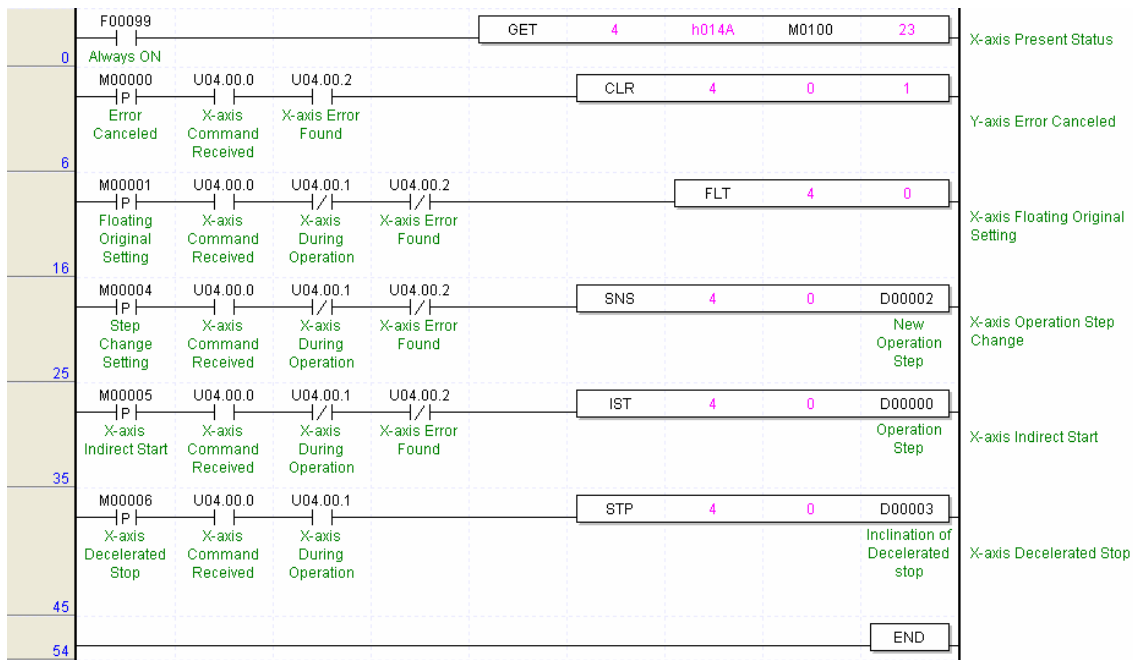 F00099
GET 4 h014A M0100 23
X-axis Present Status
0 Always ON
M00000 U04.00.0 U04.00.2
P
CLR 4 0 1
Error X-axis X-axis Error
Canceled Command Found
Received
Y-axis Error Canceled
6
M00001 U04.00.0 U04.00.1 U04.00.2
P
FLT 4 0
Floating X-axis X-axis X-axis Error
Original Command During Found
Setting Received Operation
X-axis Floating Original
Setting
16
M00004 U04.00.0 U04.00.1 U04.00.2
P
SNS 4 0 D00002
Step X-axis X-axis X-axis Error New
Change Command During Found Operation
Setting Received Operation Step
X-axis Operation Step
Change
25
M00005 U04.00.0 U04.00.1 U04.00.2
P
IST 4 0 D00000
X-axis X-axis X-axis X-axis Error Operation
Indirect Start Command During Found Step
Received Operation
X-axis Indirect Start
35
M00006 U04.00.0 U04.00.1
P
STP 4 0 D00003
X-axis X-axis X-axis Inclination of
Decelerated Command During Decelerated
Stop Received Operation stop
X-axis Decelerated Stop
45
END
54